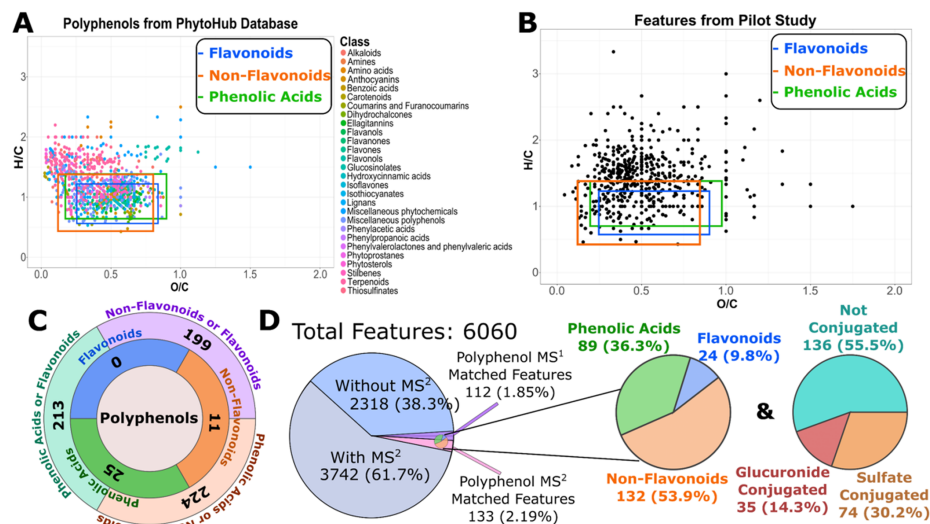 A
Polyphenols from PhytoHub Database
Flavonoids
Non-Flavonoids
Phenolic Acids
H/C
3
2
1
0
0.0
0.5
1.0
1.5
2.0
O/C
Class
Alkaloids
Amines
Amino acids
Anthocyanins
Benzoic acids
Carotenoids
Coumarins and Furanocoumarins
Dihydrochalcones
Ellagitannins
Flavanols
Flavanones
Flavones
Flavonols
Glucosinolates
Hydroxycinnamic acids
Isoflavones
Isothiocyanates
Lignans
Miscellaneous phytochemicals
Miscellaneous polyphenols
Phenylacetic acids
Phenylpropanoic acids
Phenylvalerolactones and phenylvaleric acids
Phytoprostanes
Phytosterols
Stilbenes
Terpenoids
Thiosulfinates
B
Features from Pilot Study
Flavonoids
Non-Flavonoids
Phenolic Acids
H/C
3
2
1
0
0.0
0.5
1.0
1.5
2.0
O/C
C
Non-Flavonoids or Flavonoids
199
Phenolic Acids or Flavonoids
213
Phenolic Acids or
224
Flavonoids
0
Non-Flavonoids
11
Phenolic Acids
25
Polyphenols
D
Total Features: 6060
Without MS²
2318 (38.3%)
With MS²
3742 (61.7%)
Polyphenol MS¹
Matched Features
112 (1.85%)
Polyphenol MS²
Matched Features
133 (2.19%)
Phenolic Acids
89 (36.3%)
Flavonoids
24 (9.8%)
Non-Flavonoids
132 (53.9%)
&
Not
Conjugated
136 (55.5%)
Glucuronide
Conjugated
35 (14.3%)
Sulfate
Conjugated
74 (30.2%)